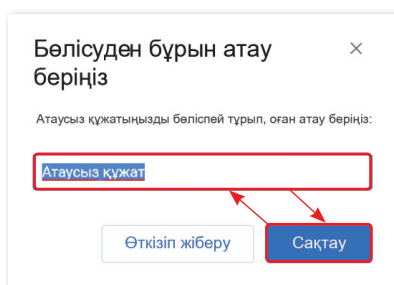 Бөлісуден бұрын атау
беріңіз
Атаусыз құжатыңызды бөліспей тұрып, оған атау беріңіз:
Атаусыз құжат
Өткізіп жіберу
Сақтау